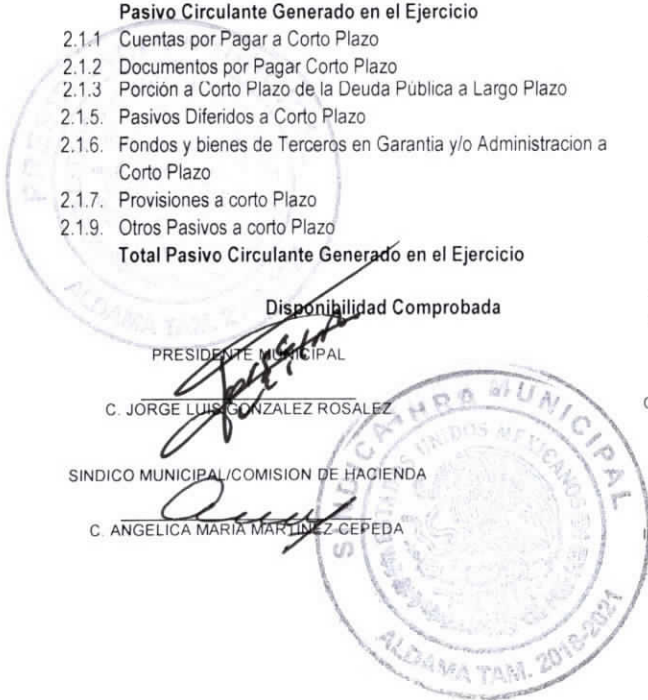 Pasivo Circulante Generado en el Ejercicio
2.1.1 Cuentas por Pagar a Corto Plazo
2.1.2 Documentos por Pagar Corto Plazo
2.1.3 Porción a Corto Plazo de la Deuda Pública a Largo Plazo
2.1.5. Pasivos Diferidos a Corto Plazo
2.1.6. Fondos y bienes de Terceros en Garantia y/o Administracion a
Corto Plazo
2.1.7. Provisiones a corto Plazo
2.1.9. Otros Pasivos a corto Plazo
Total Pasivo Circulante Generado en el Ejercicio
Disponibilidad Comprobada
PRESIDENTE MUNICIPAL
C. JORGE LUIS GONZALEZ ROSALEZ
SINDICO MUNICIPAL/COMISION DE HACIENDA
C. ANGELICA MARIA MARTINEZ CEPEDA
MUNICIPAL
ESTADOS UNIDOS MEXICANOS
ALDAMA TAM. 2018-2021
ALDAMA TAM.